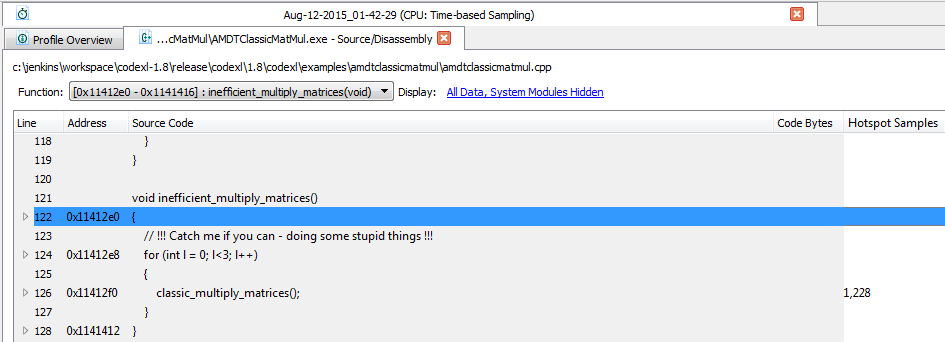 Aug-12-2015_01-42-29 (CPU: Time-based Sampling)
Profile Overview ...cMatMul\AMDTClassicMatMul.exe - Source/Disassembly
c:\jenkins\workspace\codexl-1.8\release\codexl\1.8\codexl\examples\amdtclassicmatmul\amdtclassicmatmul.cpp
Function: [0x11412e0 - 0x1141416] : inefficient_multiply_matrices(void) Display: All Data, System Modules Hidden
Line Address Source Code Code Bytes Hotspot Samples
118 }
119 }
120
121 void inefficient_multiply_matrices()
122 0x11412e0 {
123 // !!! Catch me if you can - doing some stupid things !!!
124 0x11412e8 for (int l = 0; l<3; l++)
125 {
126 0x11412f0 classic_multiply_matrices(); 1,228
127 }
128 0x1141412 }